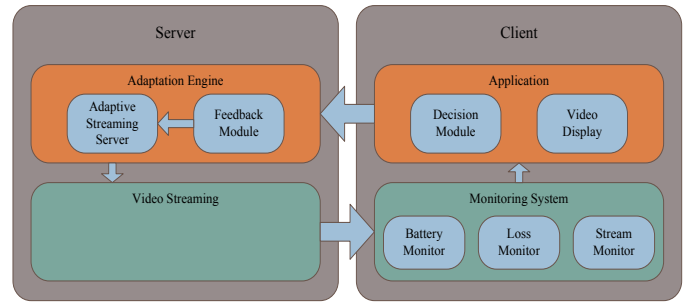 Server
Adaptation Engine
Adaptive
Streaming
Server
Feedback
Module
Video Streaming
Client
Application
Decision
Module
Video
Display
Monitoring System
Battery
Monitor
Loss
Monitor
Stream
Monitor